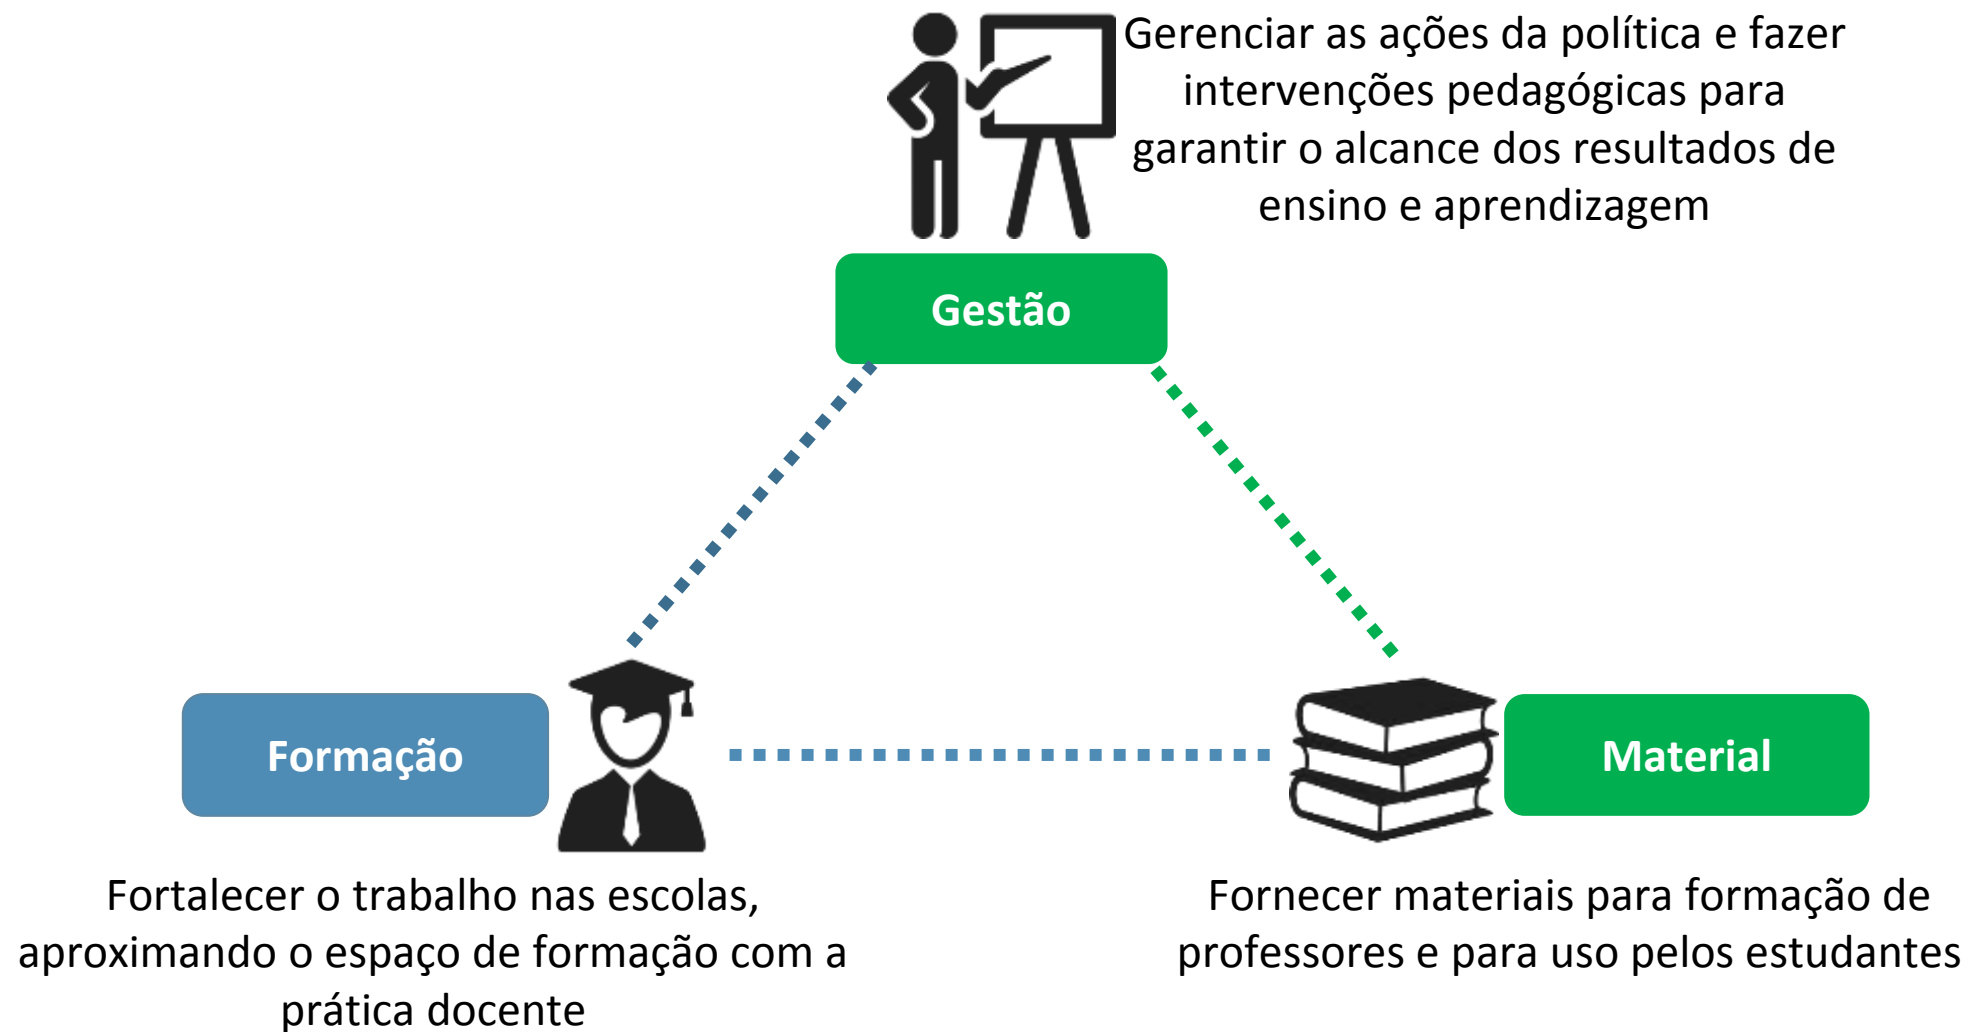 Gerenciar as ações da política e fazer
intervenções pedagógicas para
garantir o alcance dos resultados de
ensino e aprendizagem
Gestão
Formação
Material
Fortalecer o trabalho nas escolas,
aproximando o espaço de formação com a
prática docente
Fornecer materiais para formação de
professores e para uso pelos estudantes